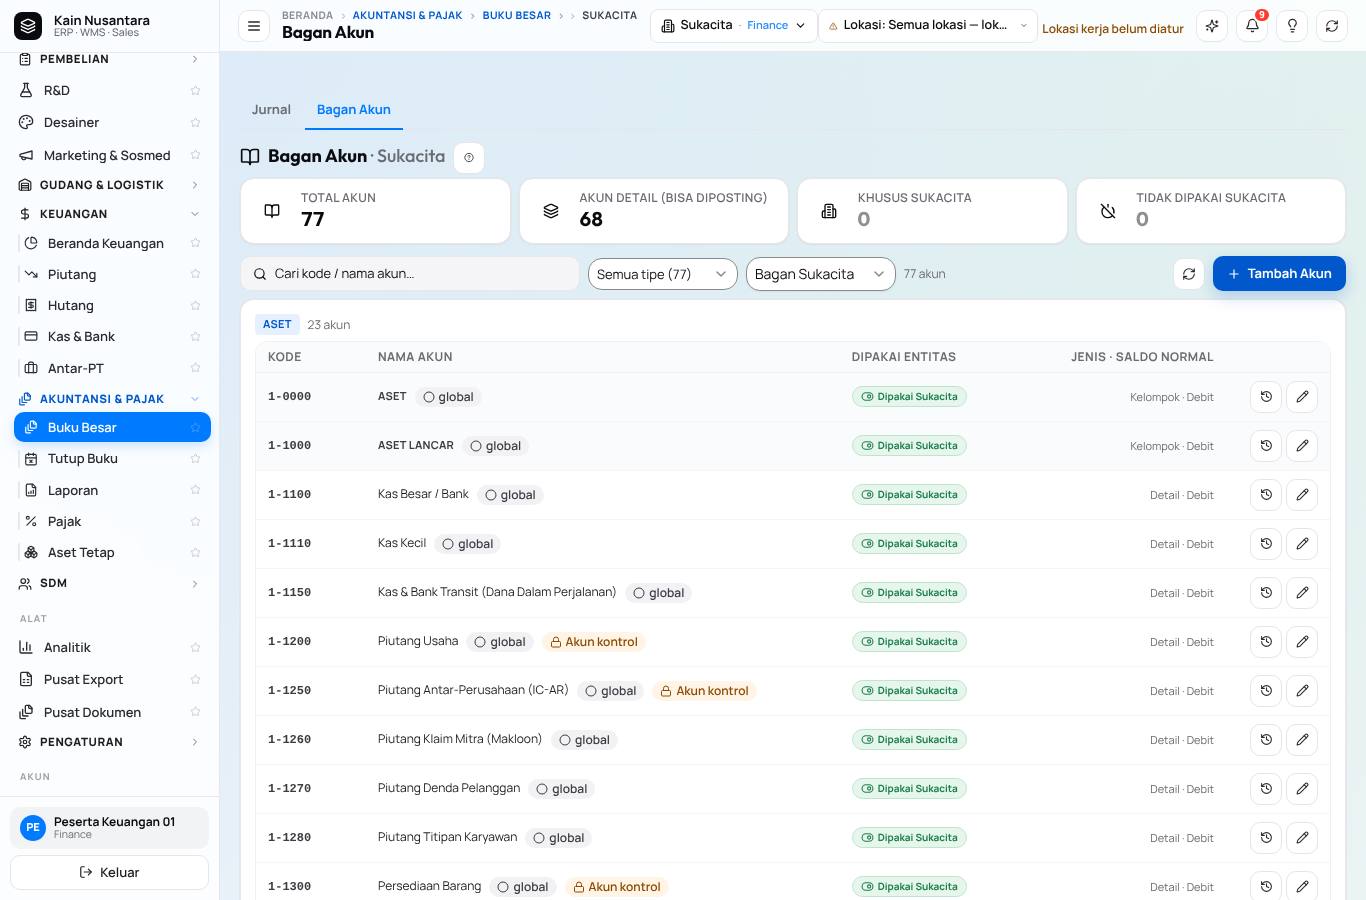 Kain Nusantara
ERP · WMS · Sales
PEMBELIAN
R&D
Desainer
Marketing & Sosmed
GUDANG & LOGISTIK
KEUANGAN
Beranda Keuangan
Piutang
Hutang
Kas & Bank
Antar-PT
AKUNTANSI & PAJAK
Buku Besar
Tutup Buku
Laporan
Pajak
Aset Tetap
SDM
ALAT
Analitik
Pusat Export
Pusat Dokumen
PENGATURAN
AKUN
PE Peserta Keuangan 01
Finance
Keluar
BERANDA › AKUNTANSI & PAJAK › BUKU BESAR › › SUKACITA
Bagan Akun
Sukacita · Finance
Lokasi: Semua lokasi — lok...
Lokasi kerja belum diatur
9
Jurnal Bagan Akun
Bagan Akun · Sukacita
TOTAL AKUN
77
AKUN DETAIL (BISA DIPOSTING)
68
KHUSUS SUKACITA
0
TIDAK DIPAKAI SUKACITA
0
Cari kode / nama akun... Semua tipe (77) Bagan Sukacita 77 akun + Tambah Akun
ASET 23 akun
KODE NAMA AKUN DIPAKAI ENTITAS JENIS · SALDO NORMAL
1-0000 ASET global Dipakai Sukacita Kelompok · Debit
1-1000 ASET LANCAR global Dipakai Sukacita Kelompok · Debit
1-1100 Kas Besar / Bank global Dipakai Sukacita Detail · Debit
1-1110 Kas Kecil global Dipakai Sukacita Detail · Debit
1-1150 Kas & Bank Transit (Dana Dalam Perjalanan) global Dipakai Sukacita Detail · Debit
1-1200 Piutang Usaha global Akun kontrol Dipakai Sukacita Detail · Debit
1-1250 Piutang Antar-Perusahaan (IC-AR) global Akun kontrol Dipakai Sukacita Detail · Debit
1-1260 Piutang Klaim Mitra (Makloon) global Dipakai Sukacita Detail · Debit
1-1270 Piutang Denda Pelanggan global Dipakai Sukacita Detail · Debit
1-1280 Piutang Titipan Karyawan global Dipakai Sukacita Detail · Debit
1-1300 Persediaan Barang global Akun kontrol Dipakai Sukacita Detail · Debit